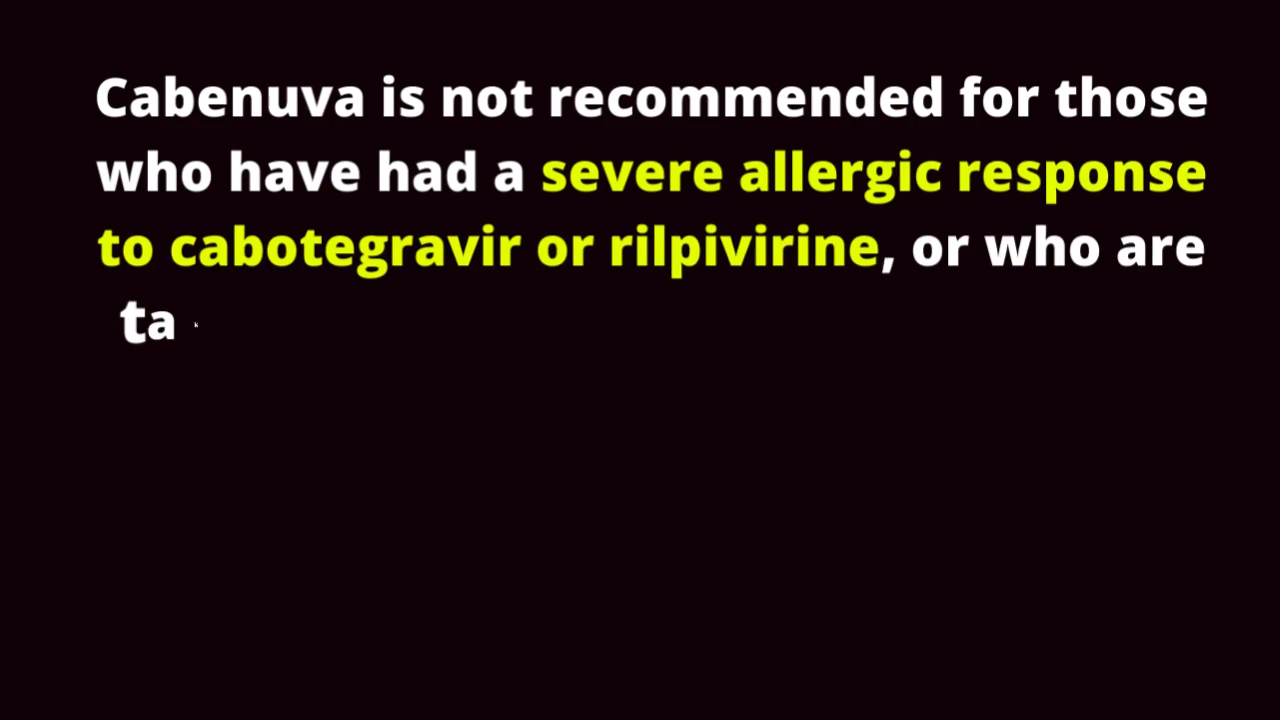 Cabenuva is not recommended for those
who have had a severe allergic response
to cabotegravir or rilpivirine, or who are
ta